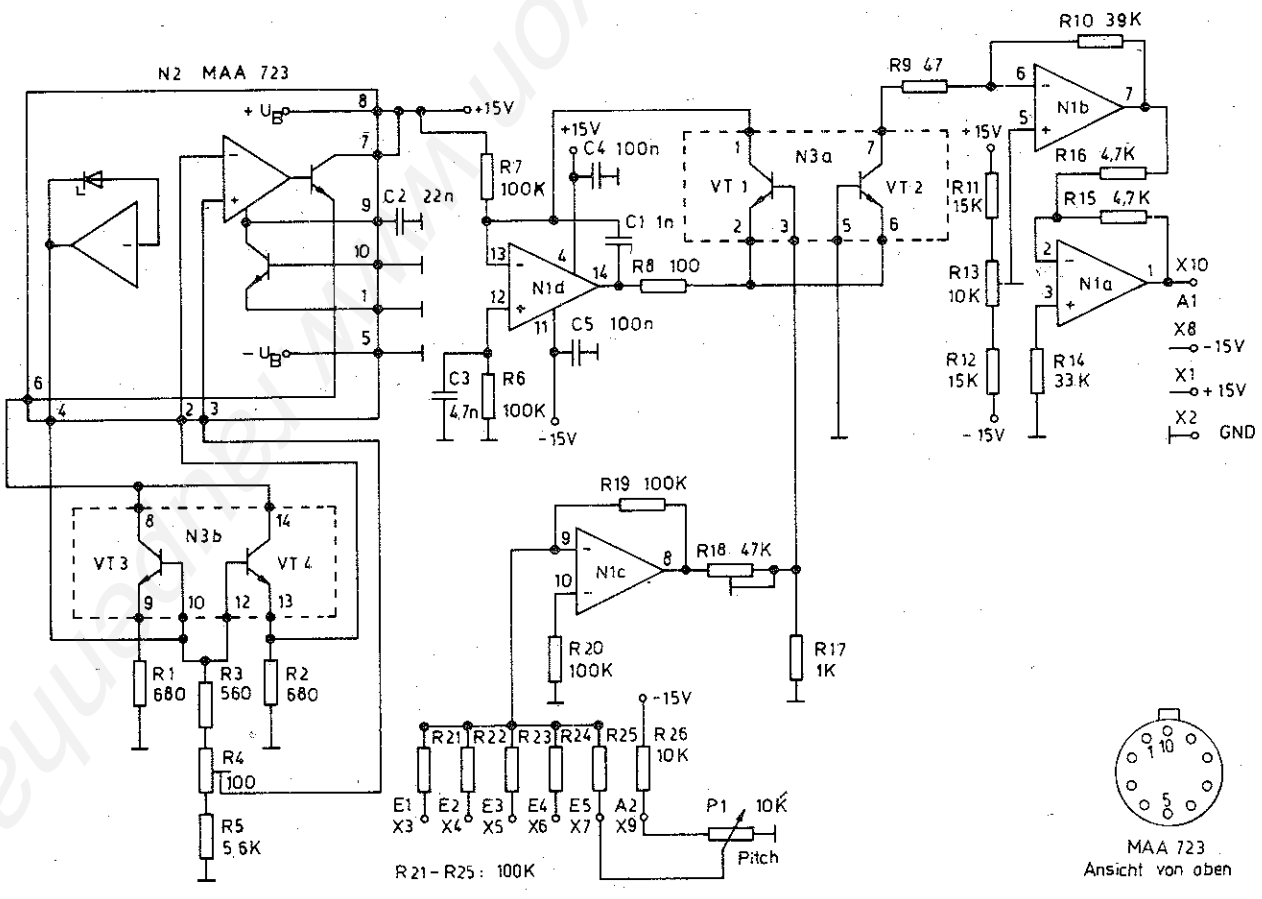 R10 39K
N2 MAA 723
R9 47
6
7
N1b
5
+
+ U_B
8
+15V
+15V
C4 100n
1
N3a
7
+15V
R16 4,7K
7
R7
100K
VT 1
VT 2
R11
15K
R15 4,7K
C2 22n
9
C1 1n
2
3
5
6
10
13
4
14
R8 100
R13
10K
2
1
X10
N1d
N1a
12
3
+
A1
1
11
C5 100n
X8
-15V
- U_B
5
R12
15K
R14
33K
X1
+15V
6
C3
4,7n
R6
100K
4
2
3
-15V
-15V
X2
GND
R19 100K
8
N3b
14
VT 3
VT 4
9
8
R18 47K
N1c
10
9
10
12
13
R20
100K
R17
1K
R1
680
R3
560
R2
680
-15V
R21
R22
R23
R24
R25
R26
10K
R4
100
E1
X3
E2
X4
E3
X5
E4
X6
E5
X7
A2
X9
P1
10K
1
10
5
R5
5,6K
Pitch
MAA 723
R21-R25: 100K
Ansicht von oben
www.raupenhaus